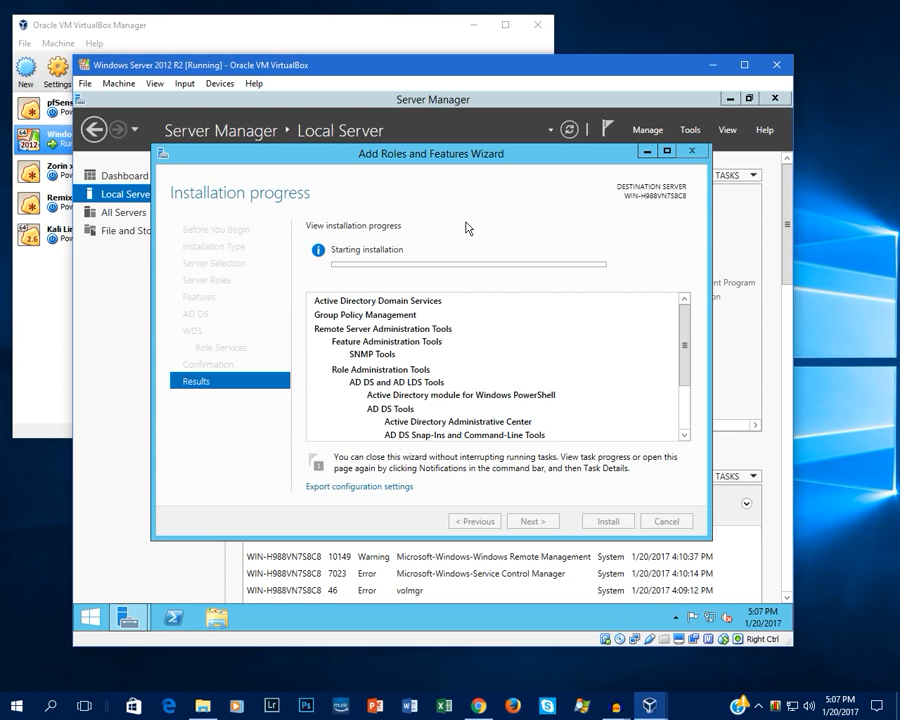 Oracle VM VirtualBox Manager
File Machine Help
New
Settings
Windows Server 2012 R2 [Running] - Oracle VM VirtualBox
File Machine View Input Devices Help
Server Manager
Server Manager ‣ Local Server
Manage Tools View Help
pfSens
Windo
2012
Zorin x
Remix
Kali Lin
2.6
64
Dashboard
Local Serve
All Servers
File and Sto
TASKS
ent Program
on
TASKS
Add Roles and Features Wizard
Installation progress
DESTINATION SERVER
WIN-H988VN7S8C8
Before You Begin
Installation Type
Server Selection
Server Roles
Features
AD DS
WDS
Role Services
Confirmation
Results
View installation progress
Starting installation
Active Directory Domain Services
Group Policy Management
Remote Server Administration Tools
Feature Administration Tools
SNMP Tools
Role Administration Tools
AD DS and AD LDS Tools
Active Directory module for Windows PowerShell
AD DS Tools
Active Directory Administrative Center
AD DS Snap-Ins and Command-Line Tools
1
You can close this wizard without interrupting running tasks. View task progress or open this
page again by clicking Notifications in the command bar, and then Task Details.
Export configuration settings
< Previous
Next >
Install
Cancel
WIN-H988VN7S8C8 10149 Warning Microsoft-Windows-Windows Remote Management System 1/20/2017 4:10:37 PM
WIN-H988VN7S8C8 7023 Error Microsoft-Windows-Service Control Manager System 1/20/2017 4:10:14 PM
WIN-H988VN7S8C8 46 Error volmgr System 1/20/2017 4:09:12 PM
5:07 PM
1/20/2017
Right Ctrl
Lr
Ps
music
5:07 PM
1/20/2017